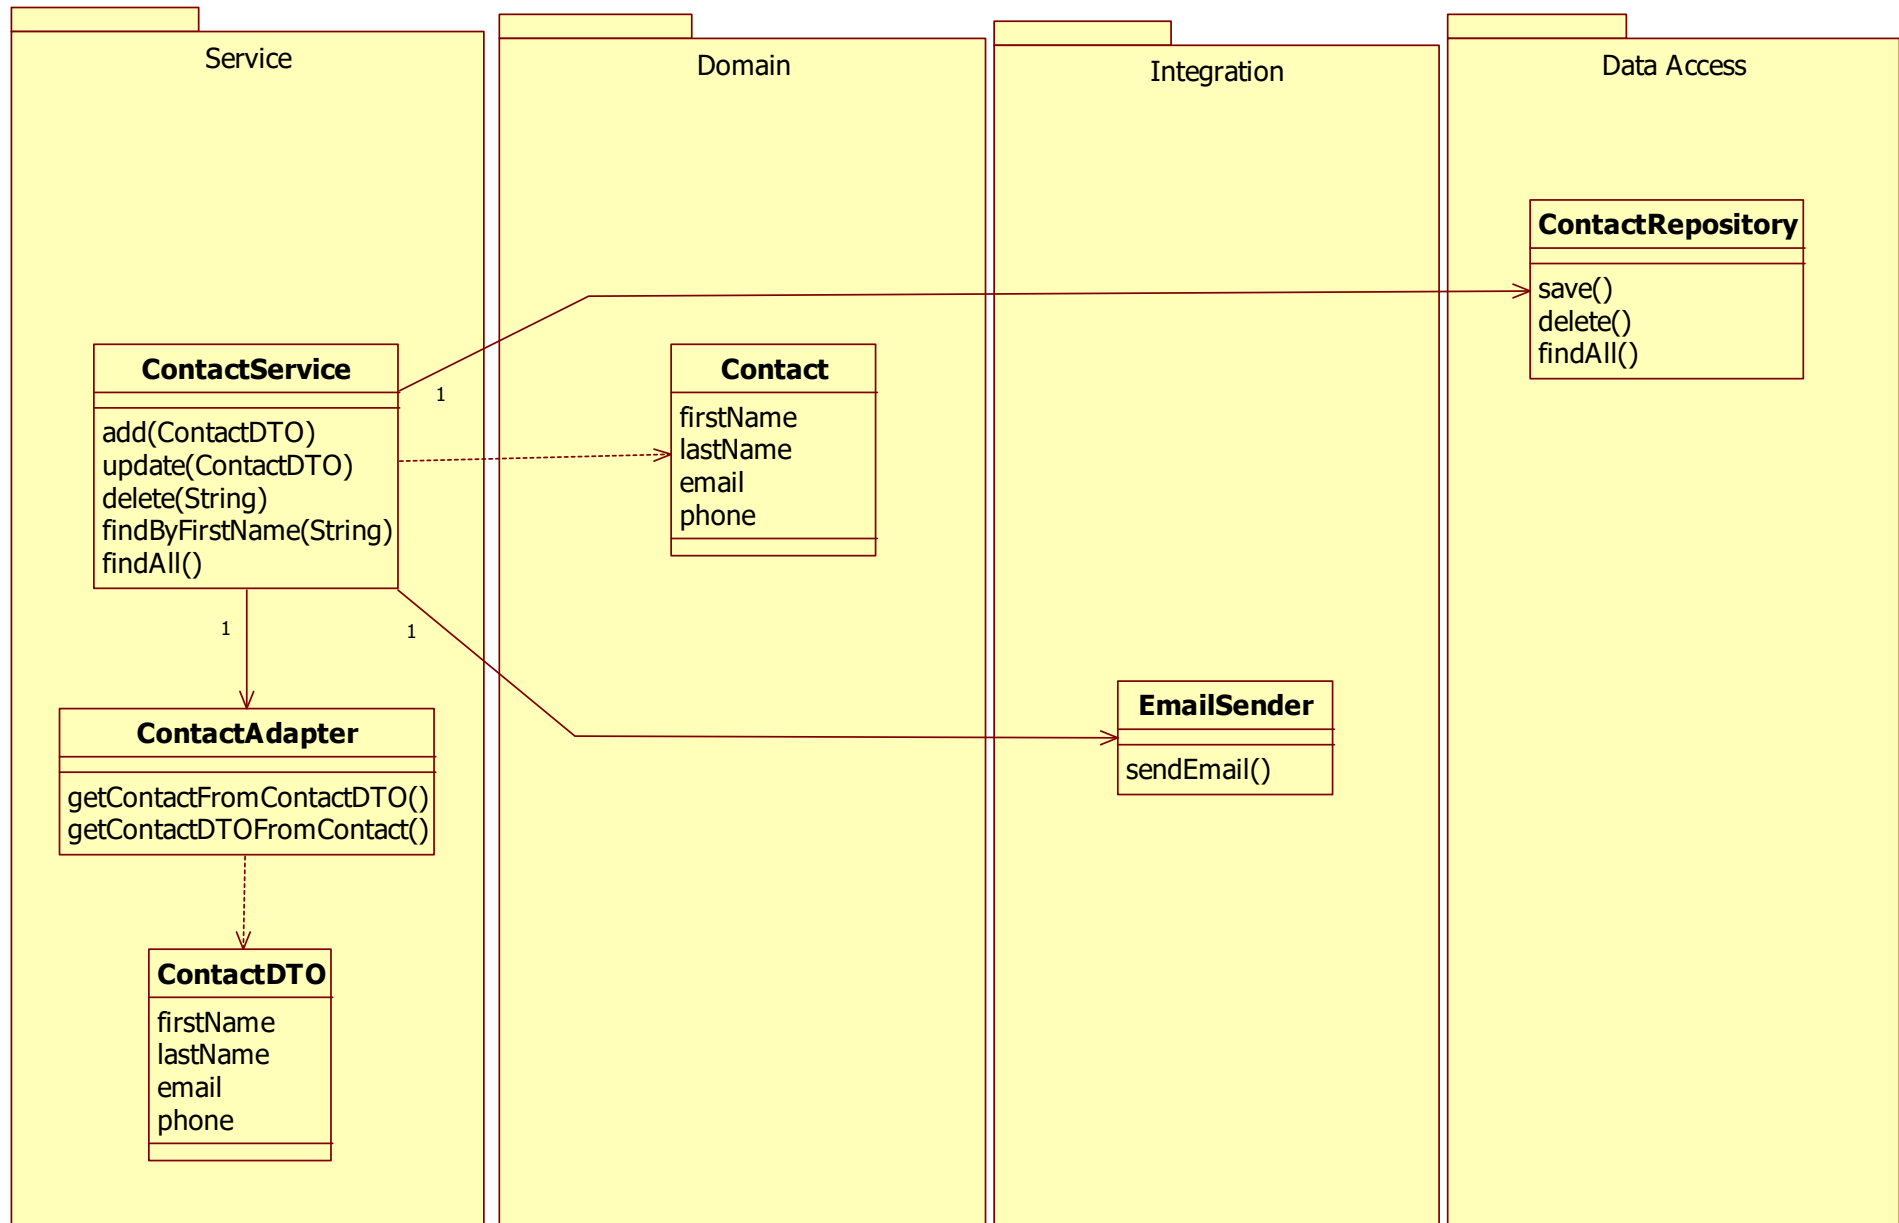 Service
Domain
Integration
Data Access
ContactRepository
save()
delete()
findAll()
ContactService
add(ContactDTO)
update(ContactDTO)
delete(String)
findByFirstName(String)
findAll()
1
1
1
Contact
firstName
lastName
email
phone
ContactAdapter
getContactFromContactDTO()
getContactDTOFromContact()
EmailSender
sendEmail()
ContactDTO
firstName
lastName
email
phone